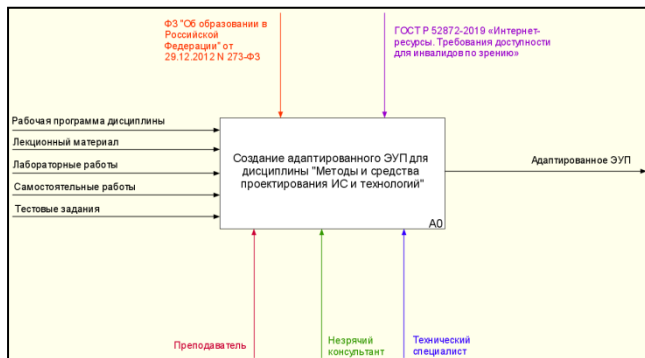 ФЗ "Об образовании в
Российской
Федерации" от
29.12.2012 N 273-ФЗ
ГОСТ Р 52872-2019 «Интернет-
ресурсы. Требования доступности
для инвалидов по зрению»
Рабочая программа дисциплины
Лекционный материал
Лабораторные работы
Самостоятельные работы
Тестовые задания
Создание адаптированного ЭУП для
дисциплины "Методы и средства
проектирования ИС и технологий"
A0
Адаптированное ЭУП
Преподаватель
Незрячий
консультант
Технический
специалист